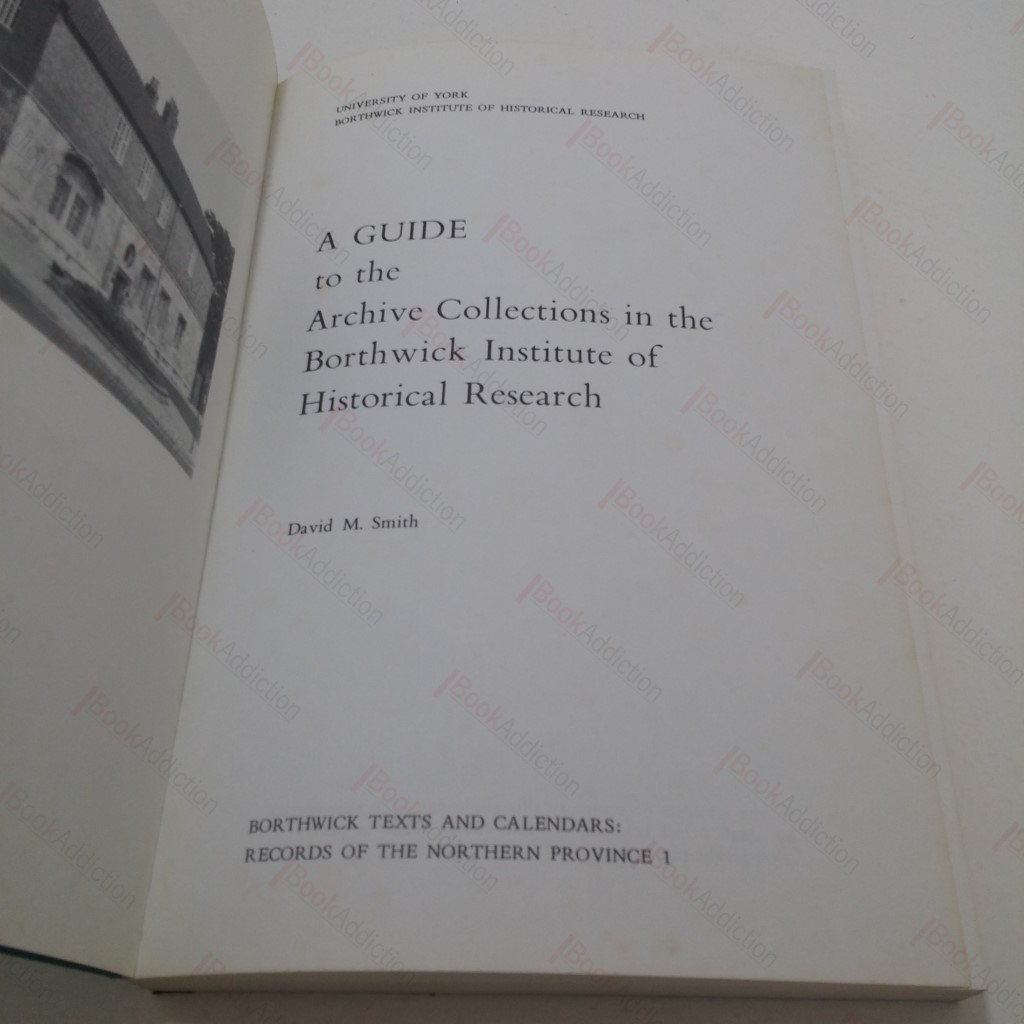 UNIVERSITY OF YORK
BORTHWICK INSTITUTE OF HISTORICAL RESEARCH
A GUIDE
to the
Archive Collections in the
Borthwick Institute of
Historical Research
David M. Smith
BORTHWICK TEXTS AND CALENDARS:
RECORDS OF THE NORTHERN PROVINCE 1
BookAddiction